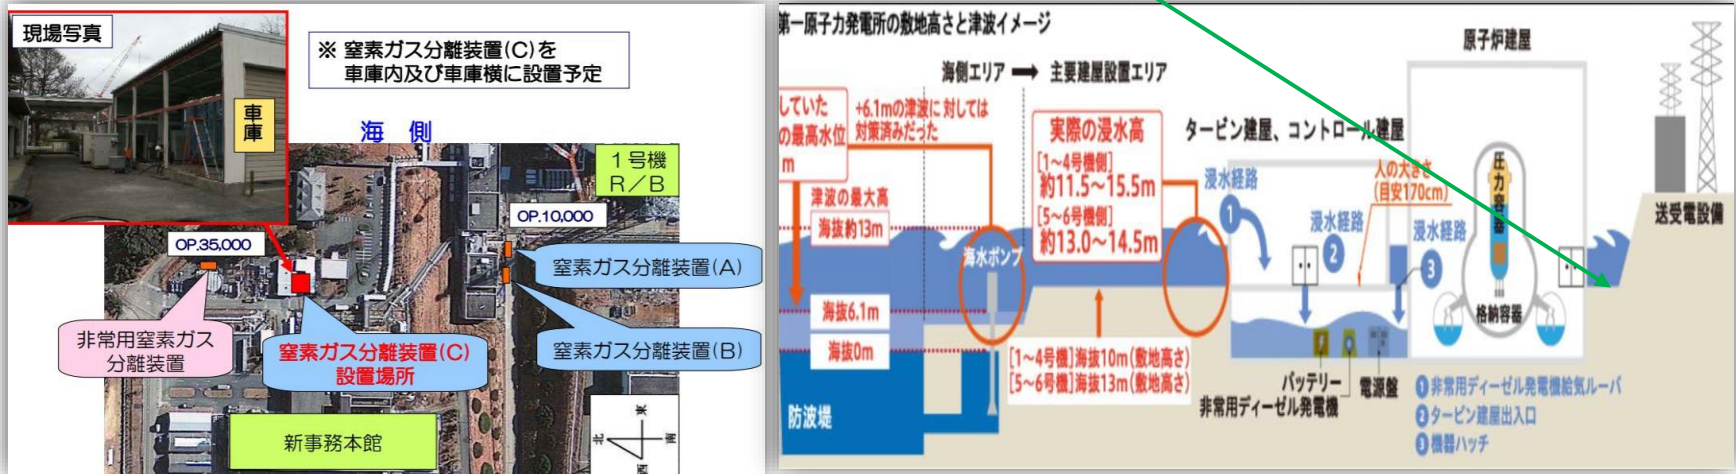 現場写真
車庫
※ 窒素ガス分離装置(C)を
車庫内及び車庫横に設置予定
海 側
1号機
R/B
OP.10,000
OP.35,000
窒素ガス分離装置(A)
窒素ガス分離装置(B)
非常用窒素ガス
分離装置
窒素ガス分離装置(C)
設置場所
新事務本館
東
北
南
西
第一原子力発電所の敷地高さと津波イメージ
海側エリア
主要建屋設置エリア
原子炉建屋
していた
の最高水位
m
+6.1mの津波に対しては
対策済みだった
実際の浸水高
[1〜4号機側]
約11.5〜15.5m
[5〜6号機側]
約13.0〜14.5m
タービン建屋、コントロール建屋
津波の最大高
海抜約13m
海水ポンプ
海抜6.1m
海抜0m
防波堤
[1〜4号機]海抜10m(敷地高さ)
[5〜6号機]海抜13m(敷地高さ)
浸水経路
1
浸水経路
2
人の大きさ
(目安170cm)
浸水経路
3
圧力容器
格納容器
送受電設備
バッテリー
非常用ディーゼル発電機
電源盤
1 非常用ディーゼル発電機給気ルーバ
2 タービン建屋出入口
3 機器ハッチ